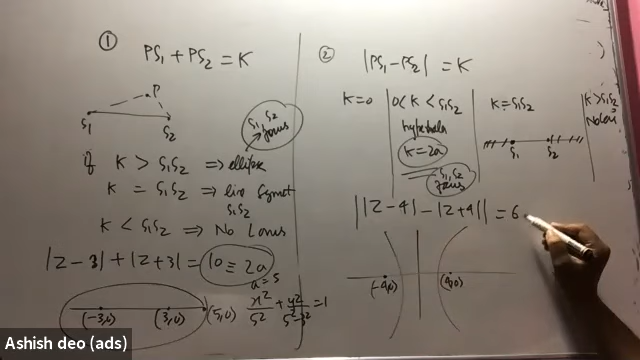 ①
PS₁ + PS₂ = K
P
S₁
S₂
S₁, S₂
focus
if K > S₁S₂ ⇒ ellipse
K = S₁S₂ ⇒ line Segment
S₁S₂
K < S₁S₂ ⇒ No Locus
|Z-3| + |Z+3| = 10 ≡ 2a
a = 5
(-3,0) (3,0) (5,0) x²/5² + y²/5²-3² = 1
②
|PS₁ - PS₂| = K
K=0
0 < K < S₁S₂
hyperbola
K = 2a
S₁, S₂
focus
K = S₁S₂
S₁ S₂
K > S₁S₂
No Locus
||Z-4| - |Z+4|| = 6
(-4,0) (4,0)
Ashish deo (ads)